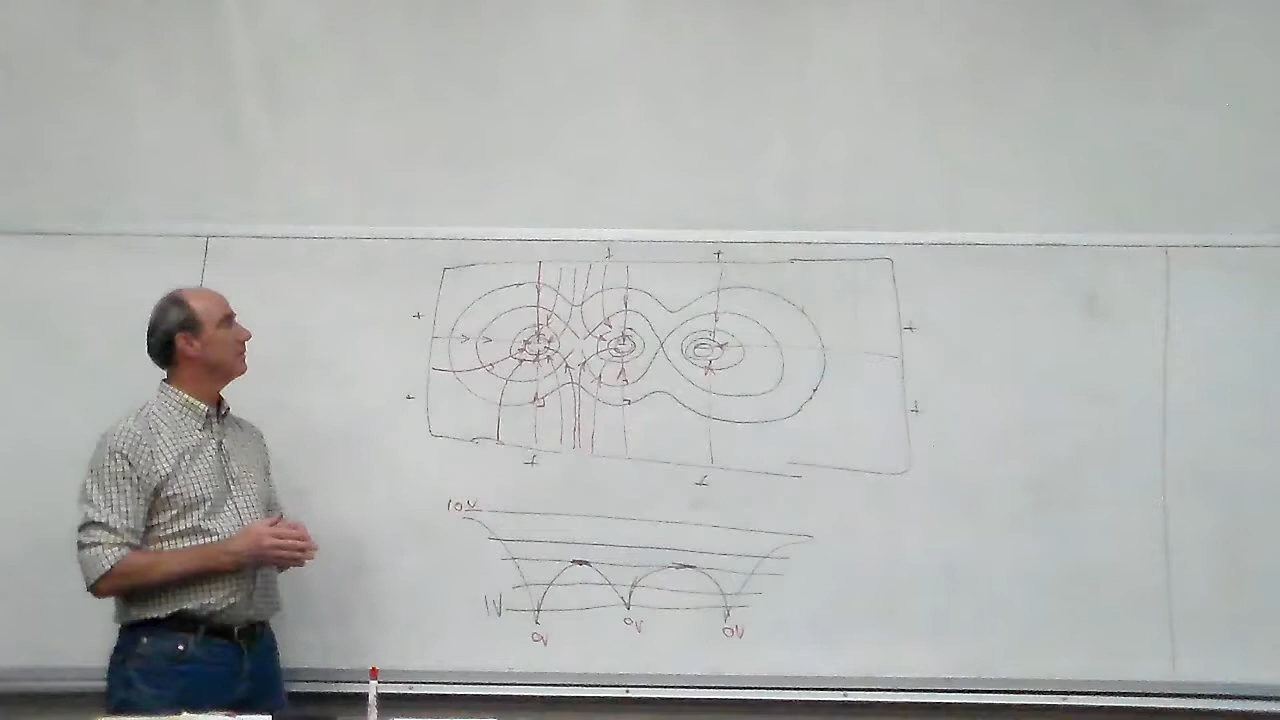 + +
+ +
+ +
+ +
10V
1V
0V 0V 0V